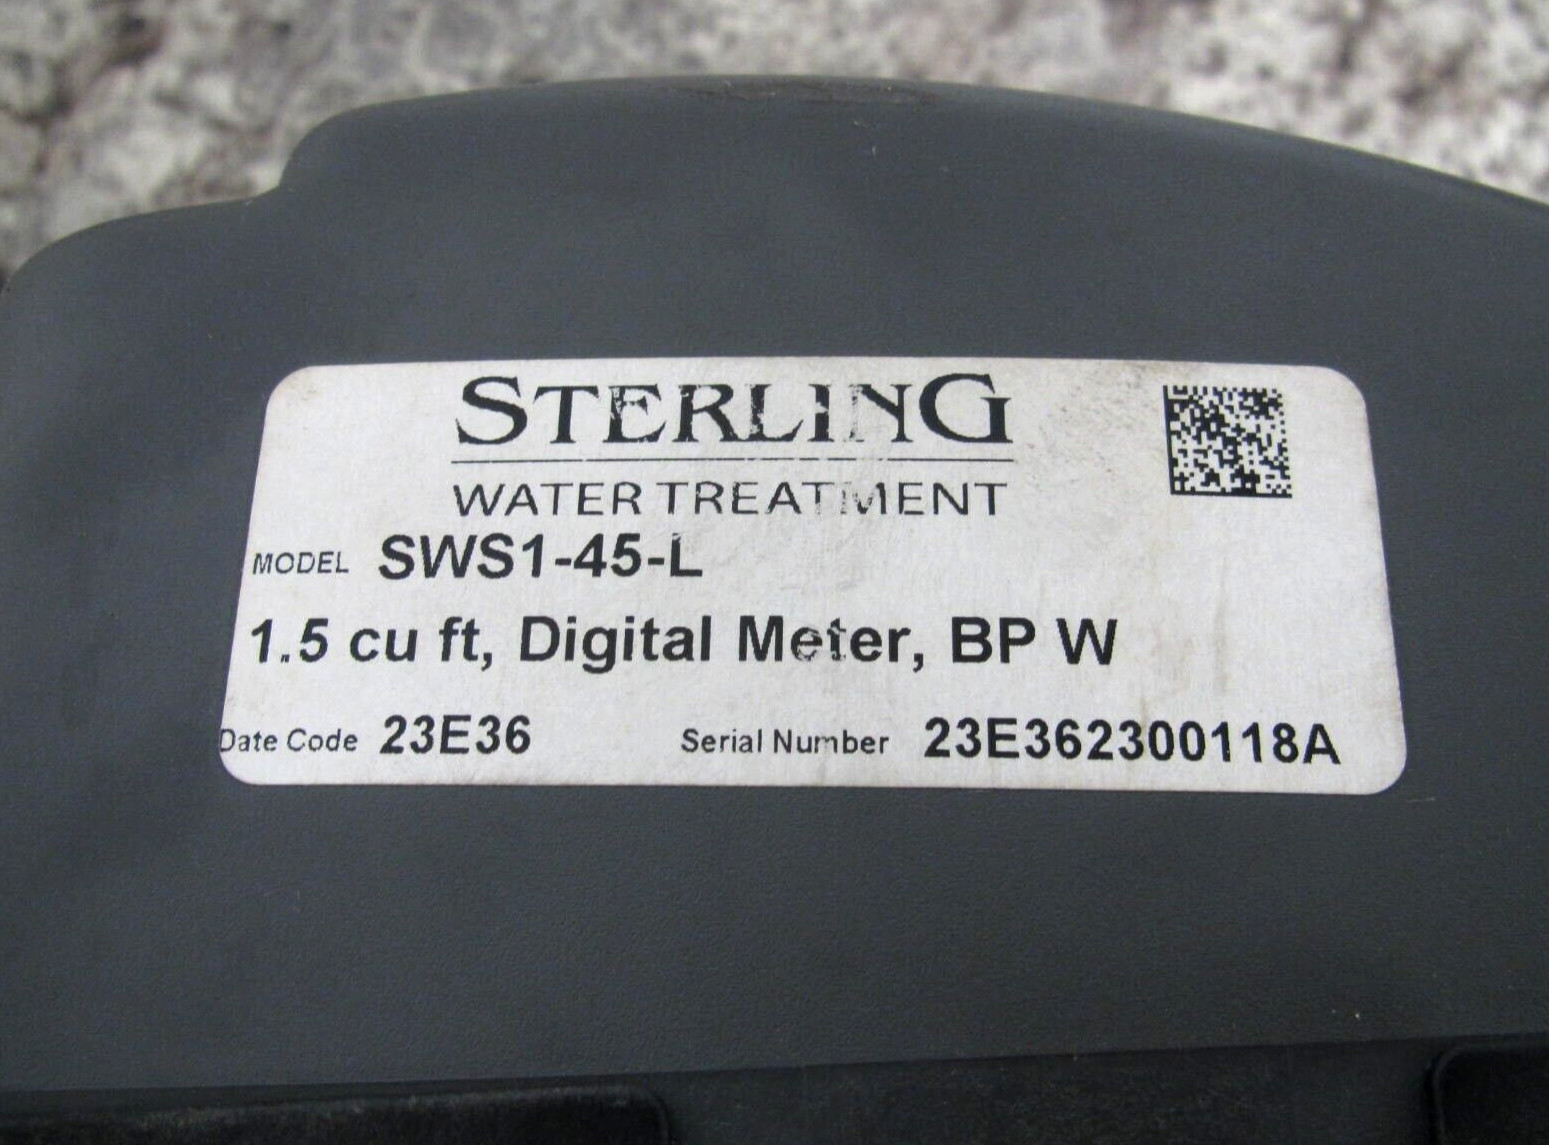 STERLING
WATER TREATMENT
MODEL SWS1-45-L
1.5 cu ft, Digital Meter, BP W
Date Code 23E36 Serial Number 23E362300118A